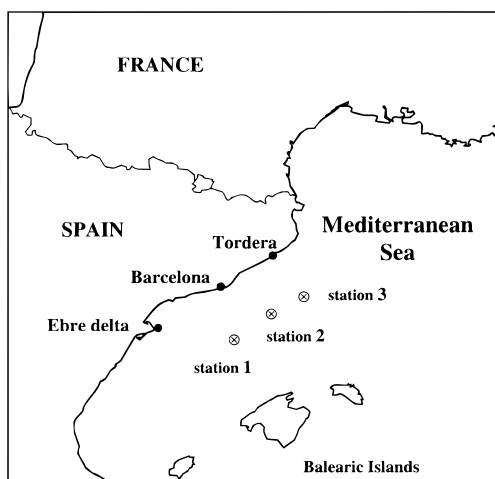 FRANCE
SPAIN
Mediterranean
Sea
Tordera
Barcelona
station 3
Ebre delta
station 2
station 1
Balearic Islands